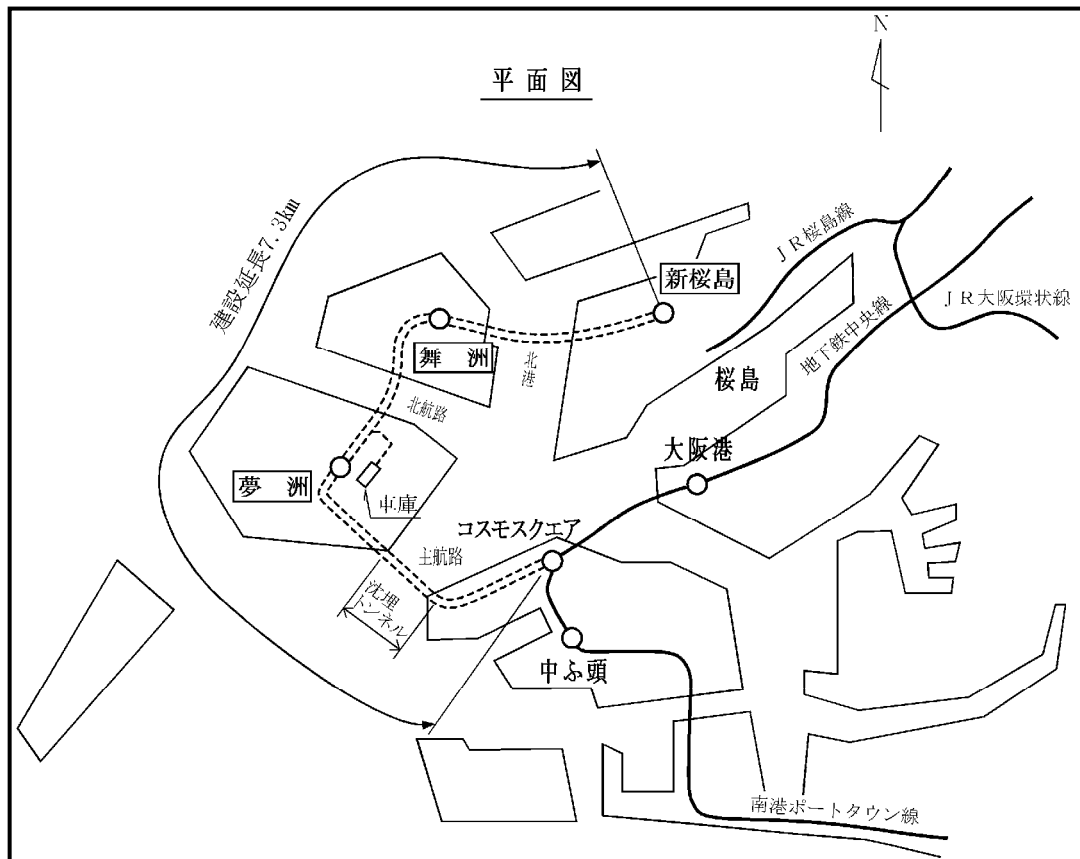 N
平面図
建設延長7.3km
JR桜島線
新桜島
JR大阪環状線
地下鉄中央線
舞洲
北港
桜島
北航路
大阪港
夢洲
車庫
コスモスクエア
主航路
沈埋
トンネル
中ふ頭
南港ポートタウン線